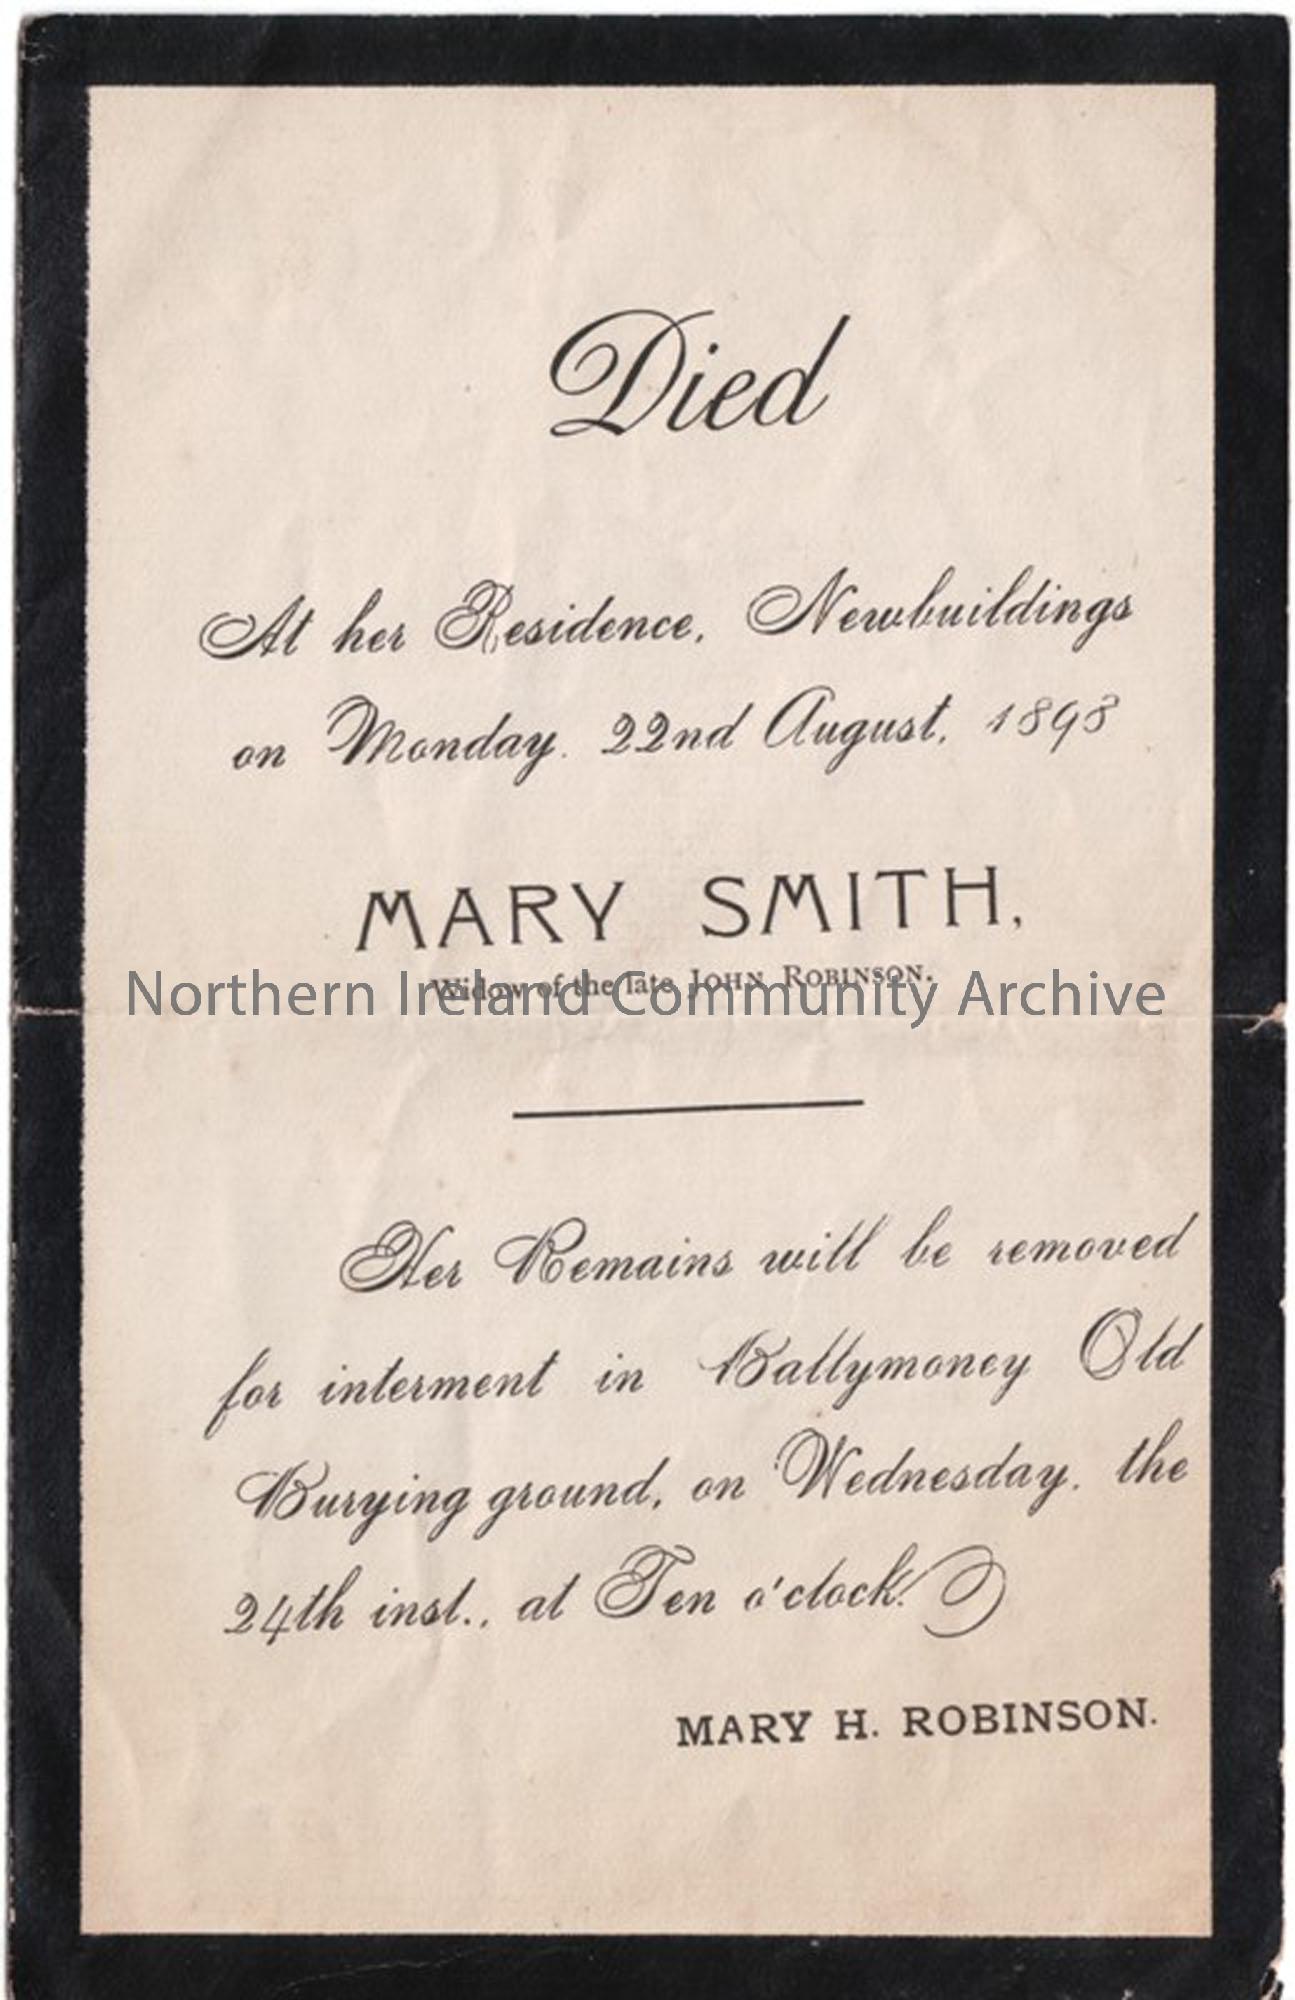 Died
At her Residence, Newbuildings
on Monday. 22nd August, 1898
MARY SMITH,
Widow of the late JOHN ROBINSON.
Northern Ireland Community Archive
Her Remains will be removed
for interment in Ballymoney Old
Burying ground, on Wednesday, the
24th inst., at Ten o'clock.
MARY H. ROBINSON.